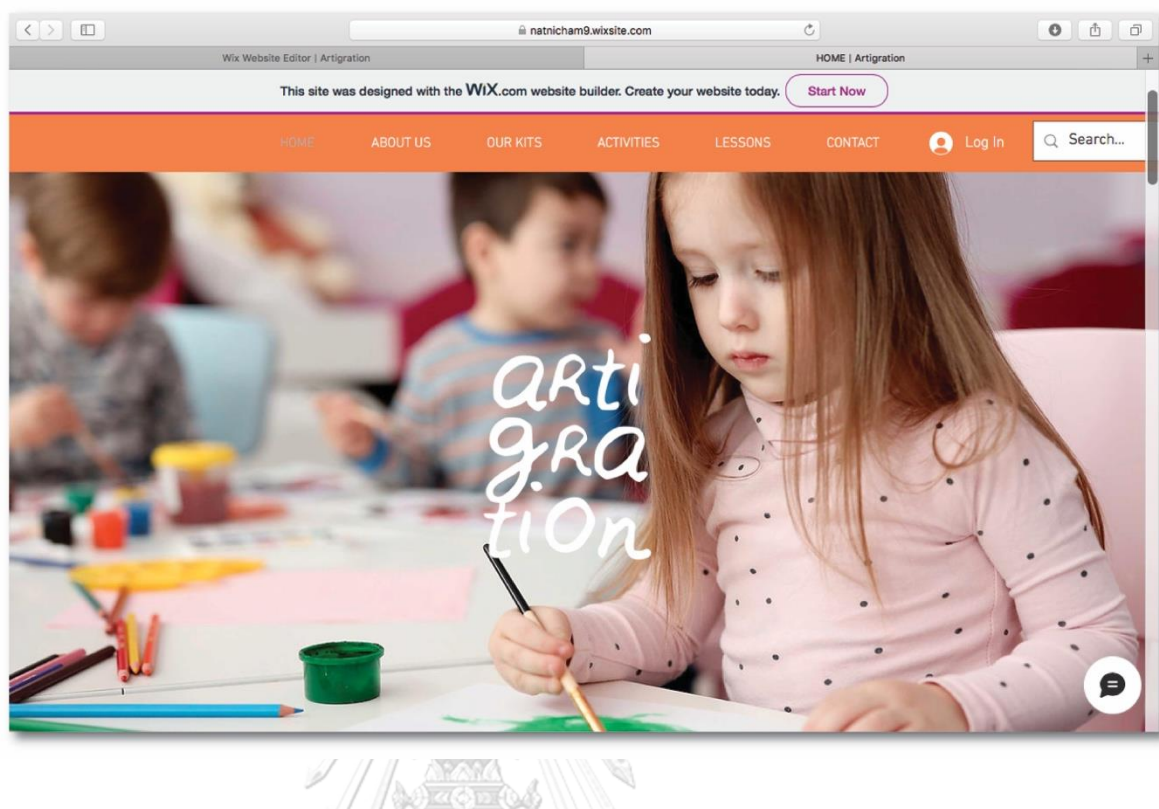 natnicham9.wixsite.com
Wix Website Editor | Artigration
HOME | Artigration
This site was designed with the WiX.com website builder. Create your website today.
Start Now
HOME
ABOUT US
OUR KITS
ACTIVITIES
LESSONS
CONTACT
Log In
Search...
arti
gra
tion